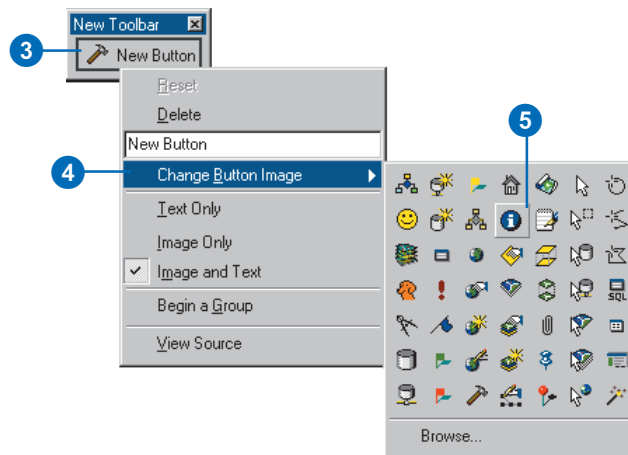 New Toolbar
3
New Button
Reset
Delete
New Button
5
4
Change Button Image
Text Only
Image Only
Image and Text
Begin a Group
View Source
SQL
Browse...